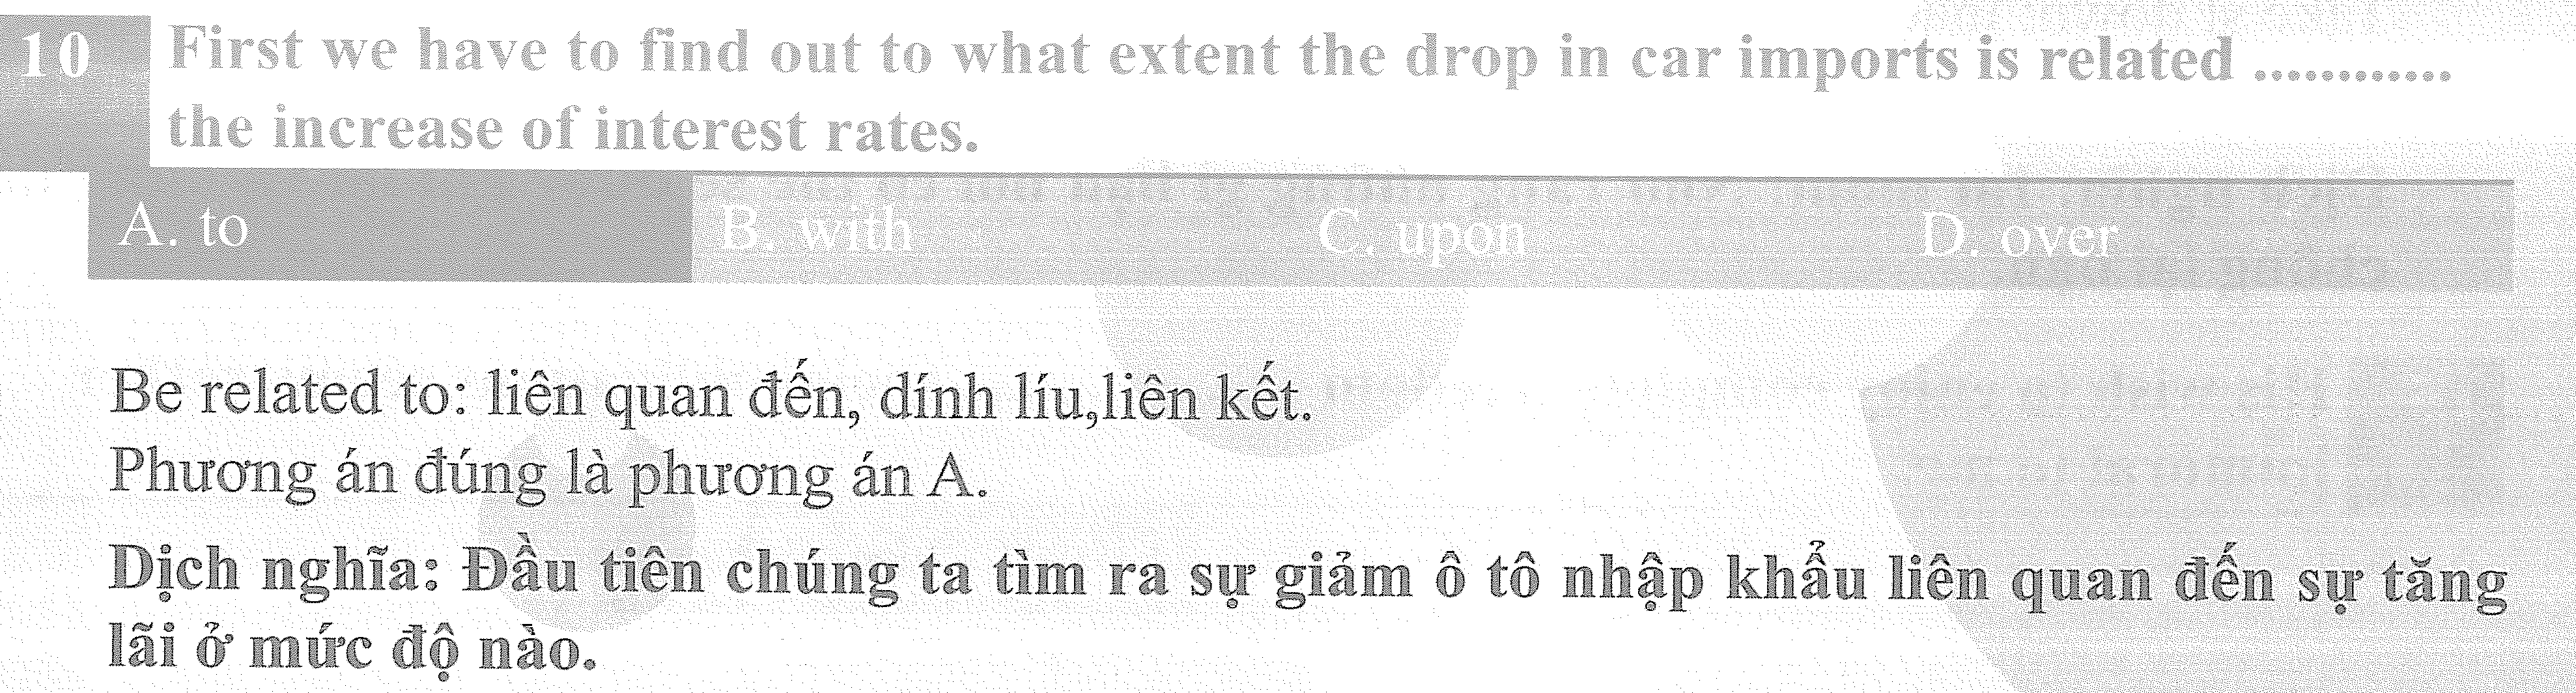 10 First we have to find out to what extent the drop in car imports is related ............
the increase of interest rates.
A. to B. with C. upon D. over
Be related to: liên quan đến, dính líu,liên kết.
Phương án đúng là phương án A.
Dịch nghĩa: Đầu tiên chúng ta tìm ra sự giảm ô tô nhập khẩu liên quan đến sự tăng
lãi ở mức độ nào.